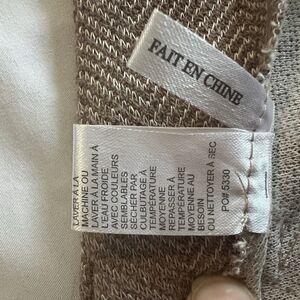 FAIT EN CHINE
LAVER À LA
MACHINE OU
LAVER À LA MAIN À
L'EAU FROIDE
AVEC COULEURS
SEMBLABLES
SÉCHER PAR
CULBUTAGE À
TEMPÉRATURE
MOYENNE
REPASSER À
TEMPÉRATURE
MOYENNE AU
BESOIN
OU NETTOYER À SEC
PO# 5330